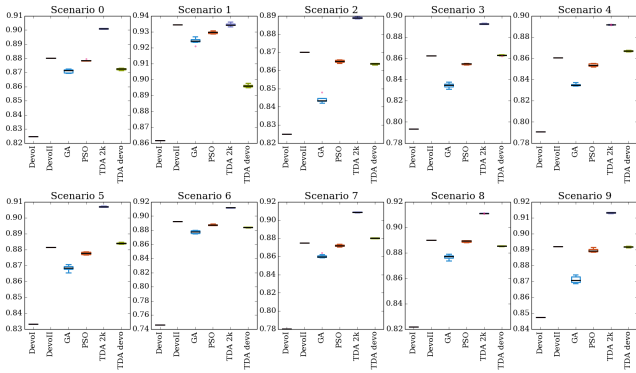 Scenario 0
0.91
0.90
0.89
0.88
0.87
0.86
0.85
0.84
0.83
0.82
DevoI
DevoII
GA
PSO
TDA 2k
TDA devo
Scenario 1
0.94
0.93
0.92
0.91
0.90
0.89
0.88
0.87
0.86
DevoI
DevoII
GA
PSO
TDA 2k
TDA devo
Scenario 2
0.89
0.88
0.87
0.86
0.85
0.84
0.83
0.82
DevoI
DevoII
GA
PSO
TDA 2k
TDA devo
Scenario 3
0.90
0.88
0.86
0.84
0.82
0.80
0.78
DevoI
DevoII
GA
PSO
TDA 2k
TDA devo
Scenario 4
0.90
0.88
0.86
0.84
0.82
0.80
0.78
DevoI
DevoII
GA
PSO
TDA 2k
TDA devo
Scenario 5
0.91
0.90
0.89
0.88
0.87
0.86
0.85
0.84
0.83
DevoI
DevoII
GA
PSO
TDA 2k
TDA devo
Scenario 6
0.92
0.90
0.88
0.86
0.84
0.82
0.80
0.78
0.76
0.74
DevoI
DevoII
GA
PSO
TDA 2k
TDA devo
Scenario 7
0.92
0.90
0.88
0.86
0.84
0.82
0.80
0.78
DevoI
DevoII
GA
PSO
TDA 2k
TDA devo
Scenario 8
0.92
0.90
0.88
0.86
0.84
0.82
DevoI
DevoII
GA
PSO
TDA 2k
TDA devo
Scenario 9
0.92
0.91
0.90
0.89
0.88
0.87
0.86
0.85
0.84
DevoI
DevoII
GA
PSO
TDA 2k
TDA devo